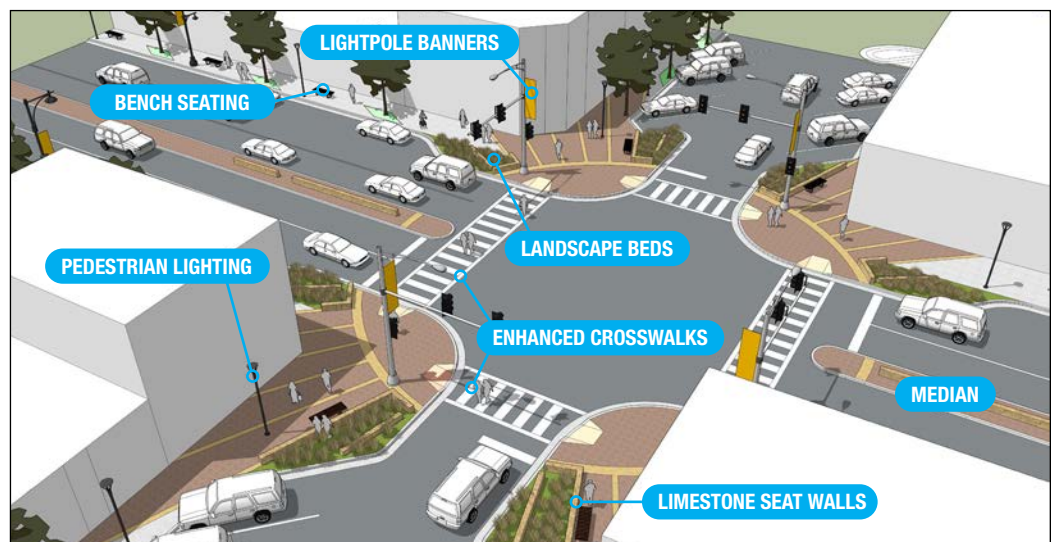 LIGHTPOLE BANNERS
BENCH SEATING
LANDSCAPE BEDS
PEDESTRIAN LIGHTING
ENHANCED CROSSWALKS
MEDIAN
LIMESTONE SEAT WALLS